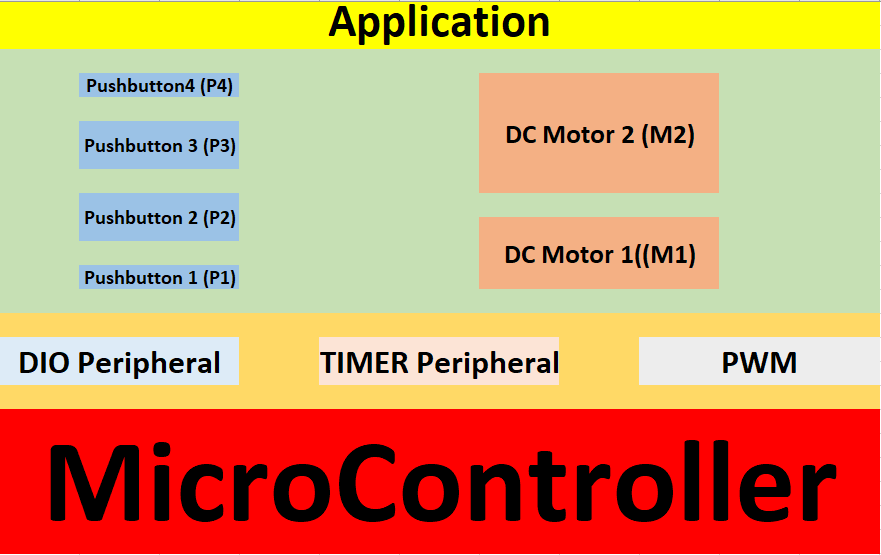 Application
Pushbutton4 (P4)
DC Motor 2 (M2)
Pushbutton 3 (P3)
Pushbutton 2 (P2)
DC Motor 1((M1)
Pushbutton 1 (P1)
DIO Peripheral
TIMER Peripheral
PWM
MicroController